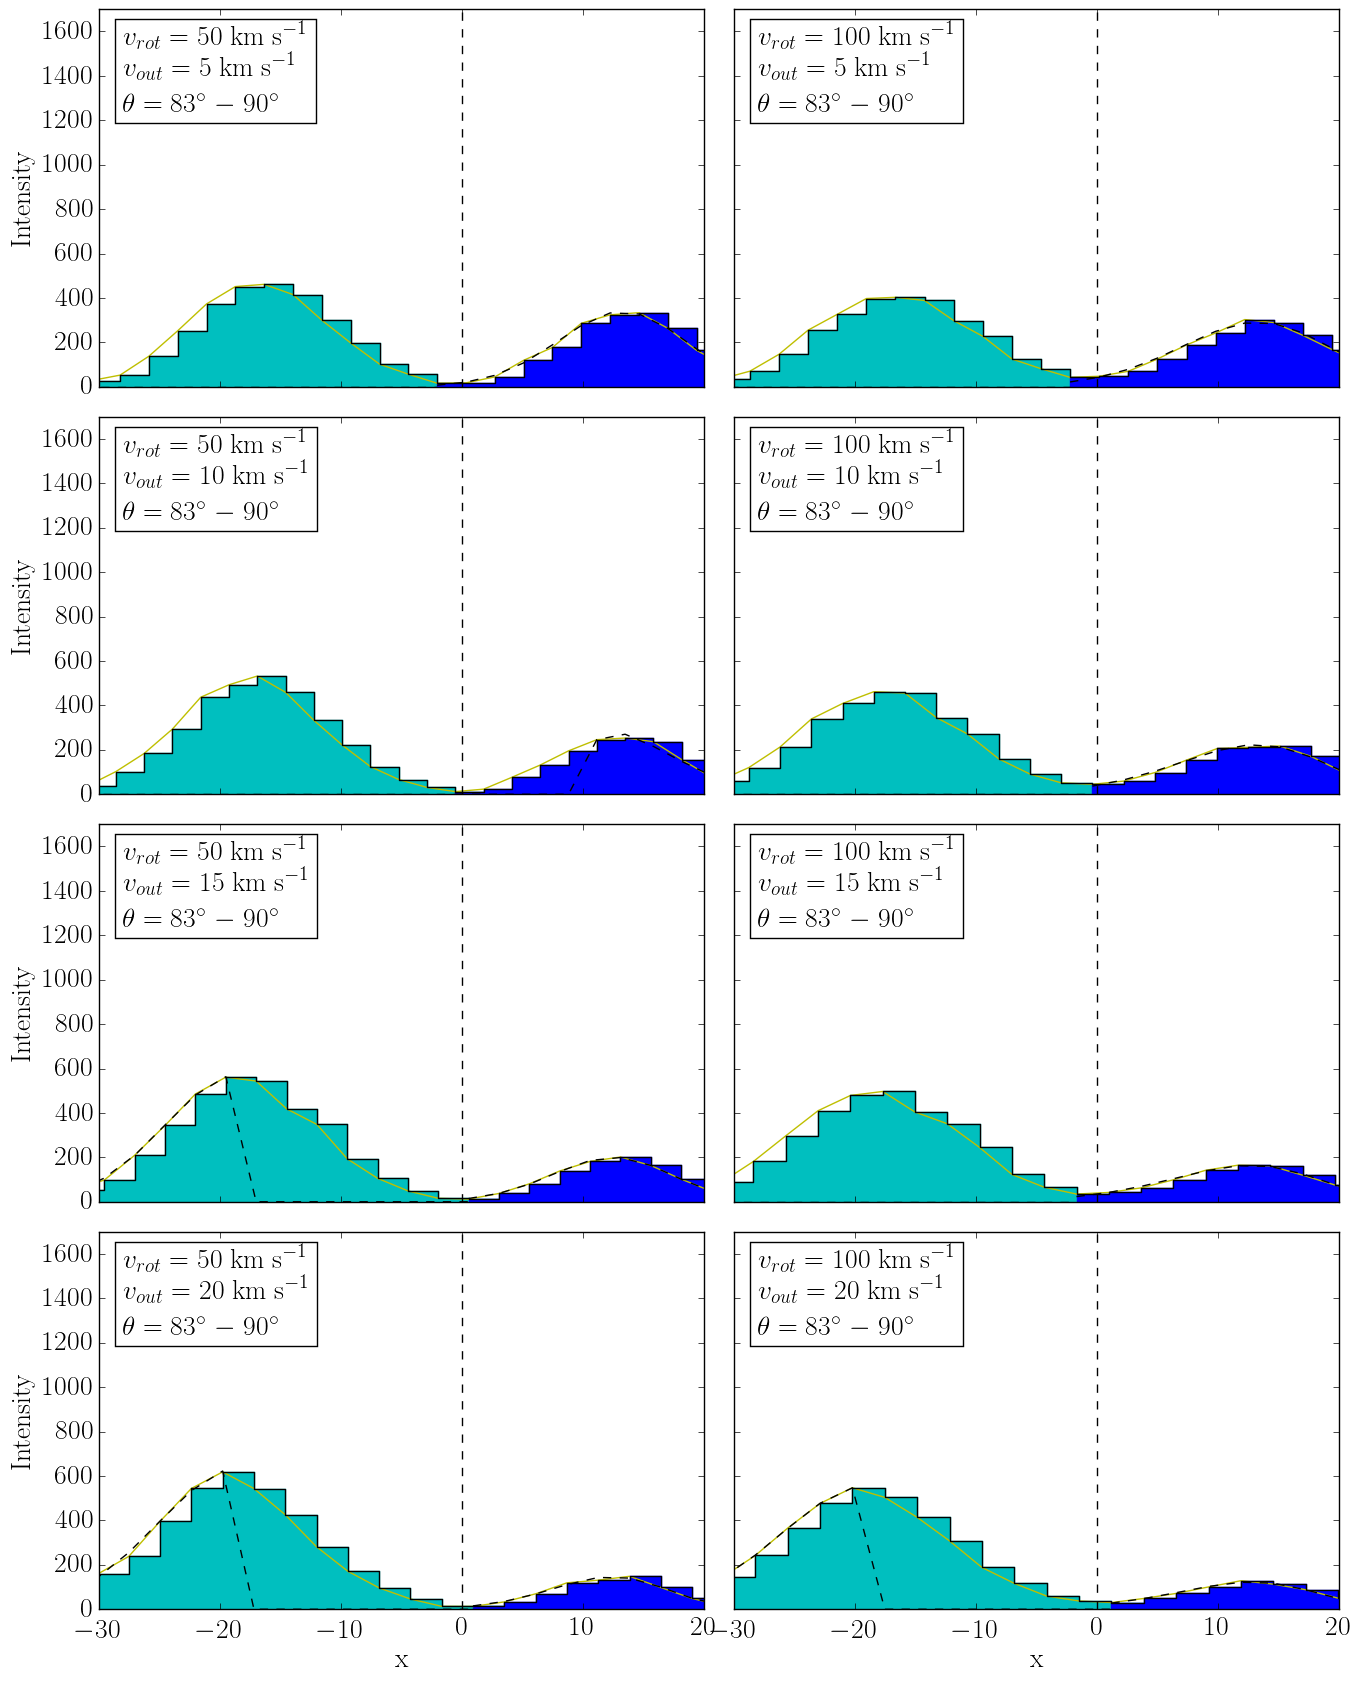 1600
1400
1200
1000
800
600
400
200
0
Intensity
v_rot = 50 km s⁻¹
v_out = 5 km s⁻¹
θ = 83° − 90°
v_rot = 100 km s⁻¹
v_out = 5 km s⁻¹
θ = 83° − 90°
1600
1400
1200
1000
800
600
400
200
0
Intensity
v_rot = 50 km s⁻¹
v_out = 10 km s⁻¹
θ = 83° − 90°
v_rot = 100 km s⁻¹
v_out = 10 km s⁻¹
θ = 83° − 90°
1600
1400
1200
1000
800
600
400
200
0
Intensity
v_rot = 50 km s⁻¹
v_out = 15 km s⁻¹
θ = 83° − 90°
v_rot = 100 km s⁻¹
v_out = 15 km s⁻¹
θ = 83° − 90°
1600
1400
1200
1000
800
600
400
200
0
Intensity
v_rot = 50 km s⁻¹
v_out = 20 km s⁻¹
θ = 83° − 90°
v_rot = 100 km s⁻¹
v_out = 20 km s⁻¹
θ = 83° − 90°
−30 −20 −10 0 10 20
x
−30 −20 −10 0 10 20
x